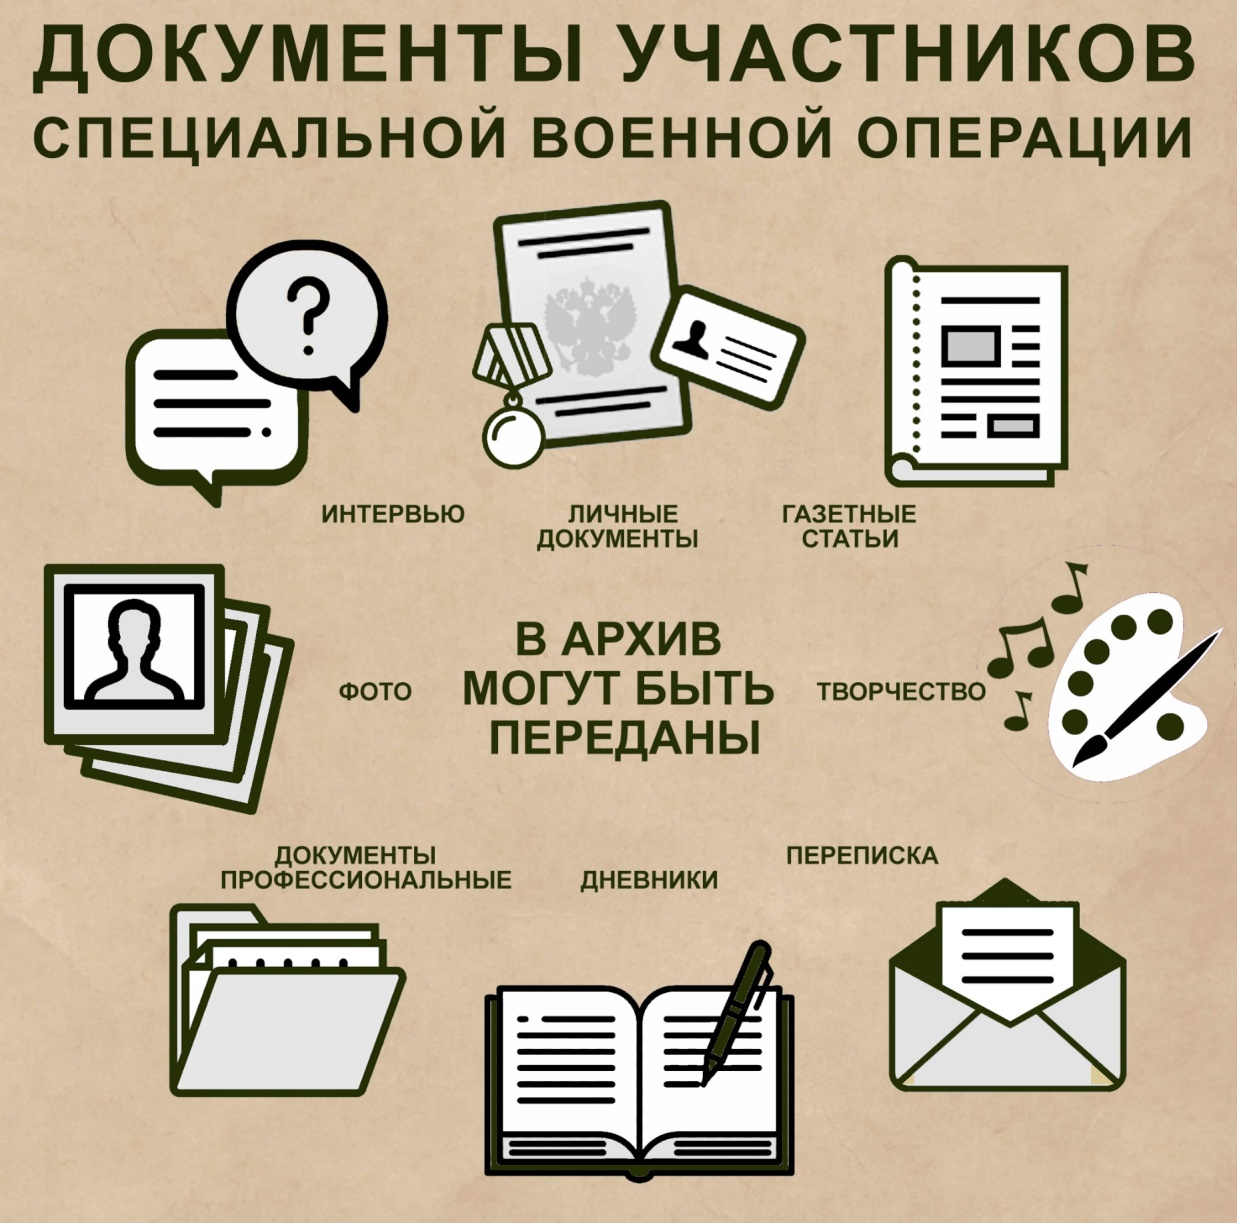 ДОКУМЕНТЫ УЧАСТНИКОВ
СПЕЦИАЛЬНОЙ ВОЕННОЙ ОПЕРАЦИИ
ИНТЕРВЬЮ
ЛИЧНЫЕ
ДОКУМЕНТЫ
ГАЗЕТНЫЕ
СТАТЬИ
ФОТО
В АРХИВ
МОГУТ БЫТЬ
ПЕРЕДАНЫ
ТВОРЧЕСТВО
ДОКУМЕНТЫ
ПРОФЕССИОНАЛЬНЫЕ
ДНЕВНИКИ
ПЕРЕПИСКА